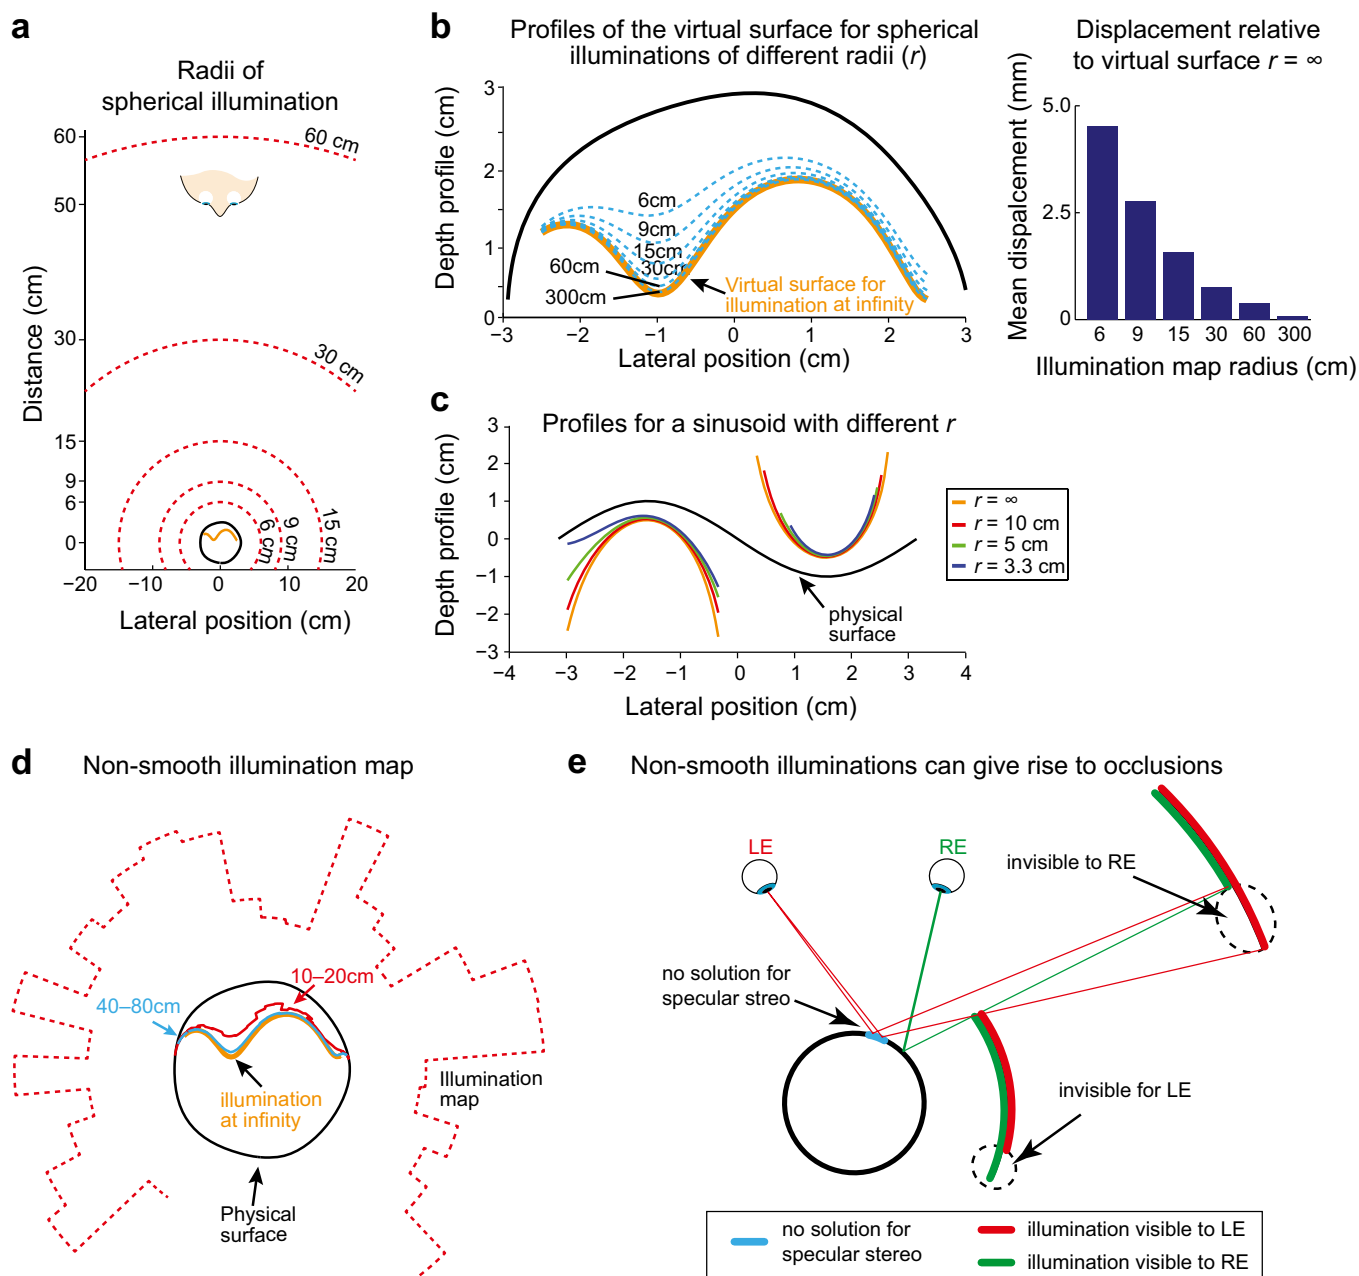 a
Radii of
spherical illumination
60 cm
30 cm
15 cm
9 cm
6 cm
60
50
30
15
9
6
0
Distance (cm)
−20
−10
0
10
20
Lateral position (cm)
b
Profiles of the virtual surface for spherical
illuminations of different radii (r)
3
2
1
0
Depth profile (cm)
6cm
9cm
15cm
30cm
60cm
300cm
Virtual surface for
illumination at infinity
−3
−2
−1
0
1
2
3
Lateral position (cm)
Displacement relative
to virtual surface r = ∞
5.0
2.5
0
Mean dispalcement (mm)
6
9
15
30
60
300
Illumination map radius (cm)
c
Profiles for a sinusoid with different r
3
2
1
0
−1
−2
−3
Depth profile (cm)
r = ∞
r = 10 cm
r = 5 cm
r = 3.3 cm
physical
surface
−4
−3
−2
−1
0
1
2
3
4
Lateral position (cm)
d
Non-smooth illumination map
10–20cm
40–80cm
illumination
at infinity
Illumination
map
Physical
surface
e
Non-smooth illuminations can give rise to occlusions
LE
RE
invisible to RE
no solution for
specular streo
invisible for LE
no solution for
specular stereo
illumination visible to LE
illumination visible to RE